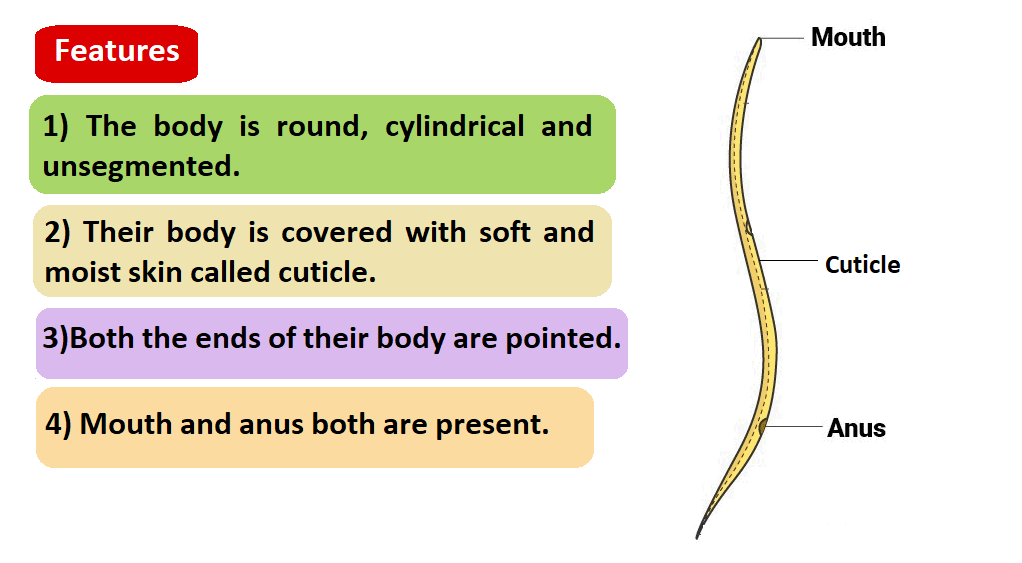 Features
1) The body is round, cylindrical and
unsegmented.
2) Their body is covered with soft and
moist skin called cuticle.
3)Both the ends of their body are pointed.
4) Mouth and anus both are present.
Mouth
Cuticle
Anus